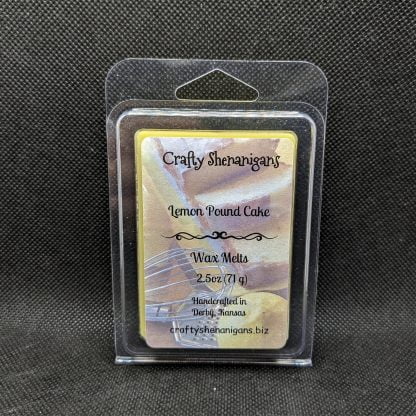 Crafty Shenanigans
Lemon Pound Cake
Wax Melts
2.5oz (71 g)
Handcrafted in
Derby, Kansas
craftyshenanigans.biz